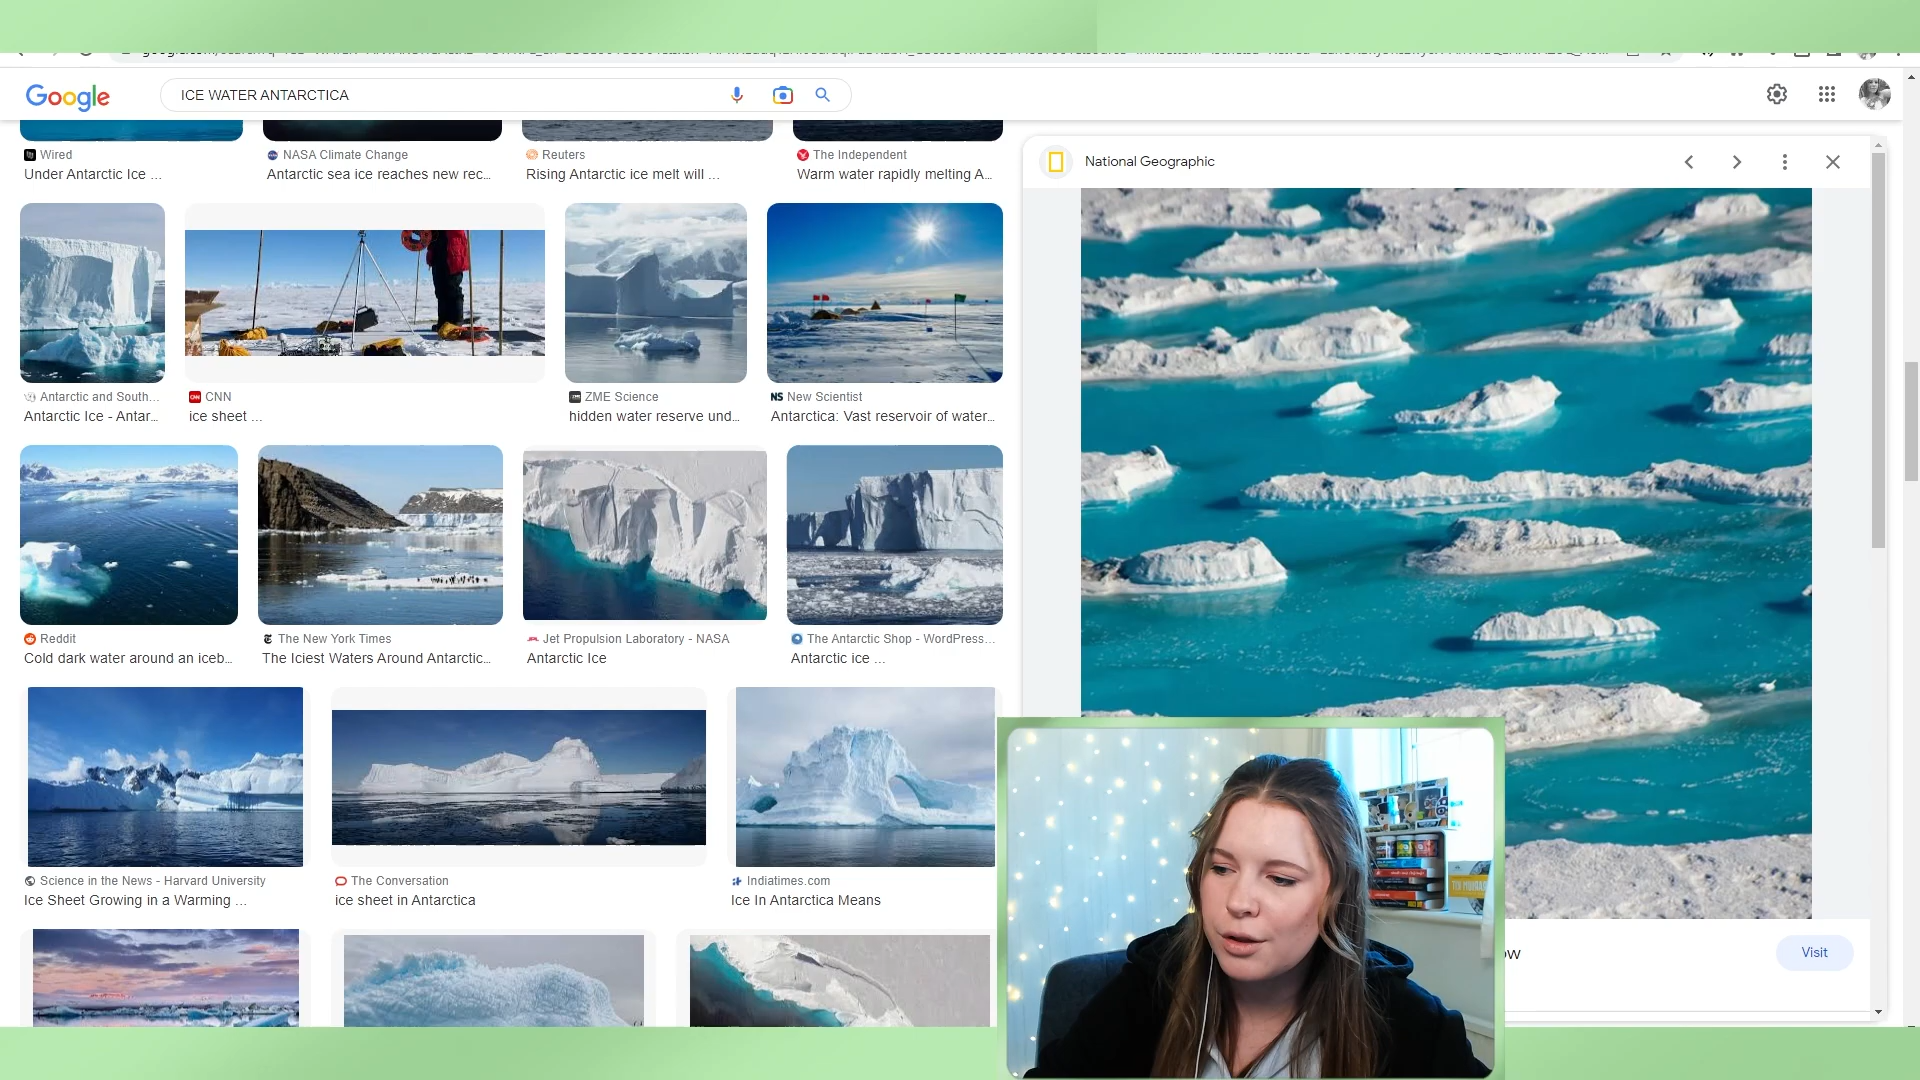 Google
ICE WATER ANTARCTICA
Wired
Under Antarctic Ice ...
NASA Climate Change
Antarctic sea ice reaches new rec...
Reuters
Rising Antarctic ice melt will ...
The Independent
Warm water rapidly melting A...
National Geographic
Antarctic and South...
Antarctic Ice - Antar...
CNN
ice sheet ...
ZME Science
hidden water reserve und...
NS New Scientist
Antarctica: Vast reservoir of water...
Reddit
Cold dark water around an iceb...
The New York Times
The Iciest Waters Around Antarctic...
Jet Propulsion Laboratory - NASA
Antarctic Ice
The Antarctic Shop - WordPress...
Antarctic ice ...
Science in the News - Harvard University
Ice Sheet Growing in a Warming ...
The Conversation
ice sheet in Antarctica
Indiatimes.com
Ice In Antarctica Means
ow
Visit